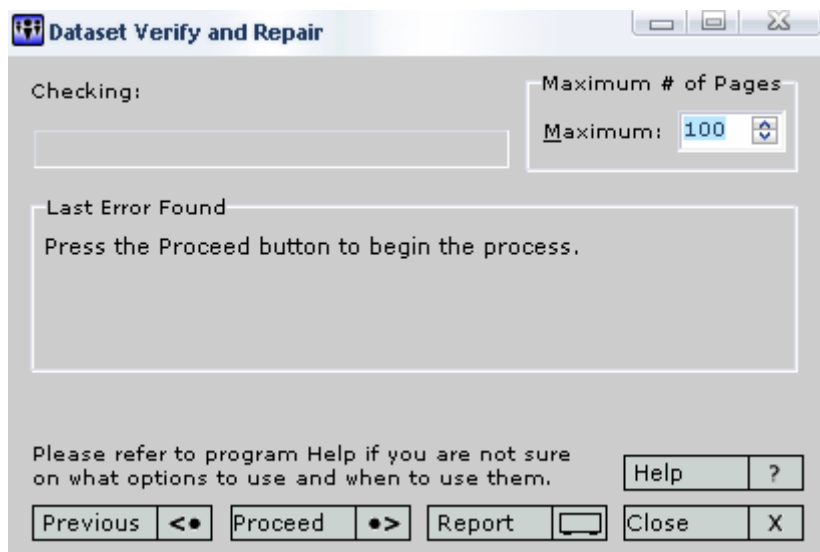 Dataset Verify and Repair
Checking:
Maximum # of Pages
Maximum: 100
Last Error Found
Press the Proceed button to begin the process.
Please refer to program Help if you are not sure
on what options to use and when to use them.
Help ?
Previous <• Proceed •> Report Close X